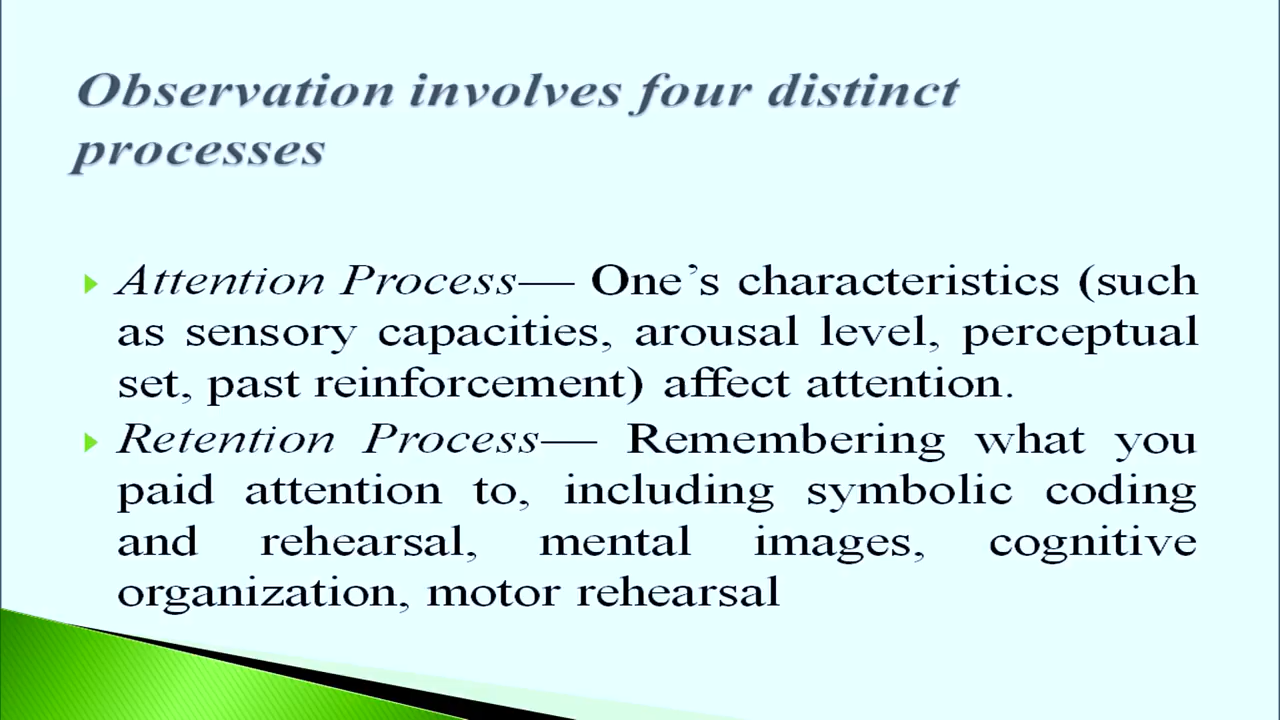 Observation involves four distinct
processes
Attention Process— One’s characteristics (such
as sensory capacities, arousal level, perceptual
set, past reinforcement) affect attention.
Retention Process— Remembering what you
paid attention to, including symbolic coding
and rehearsal, mental images, cognitive
organization, motor rehearsal